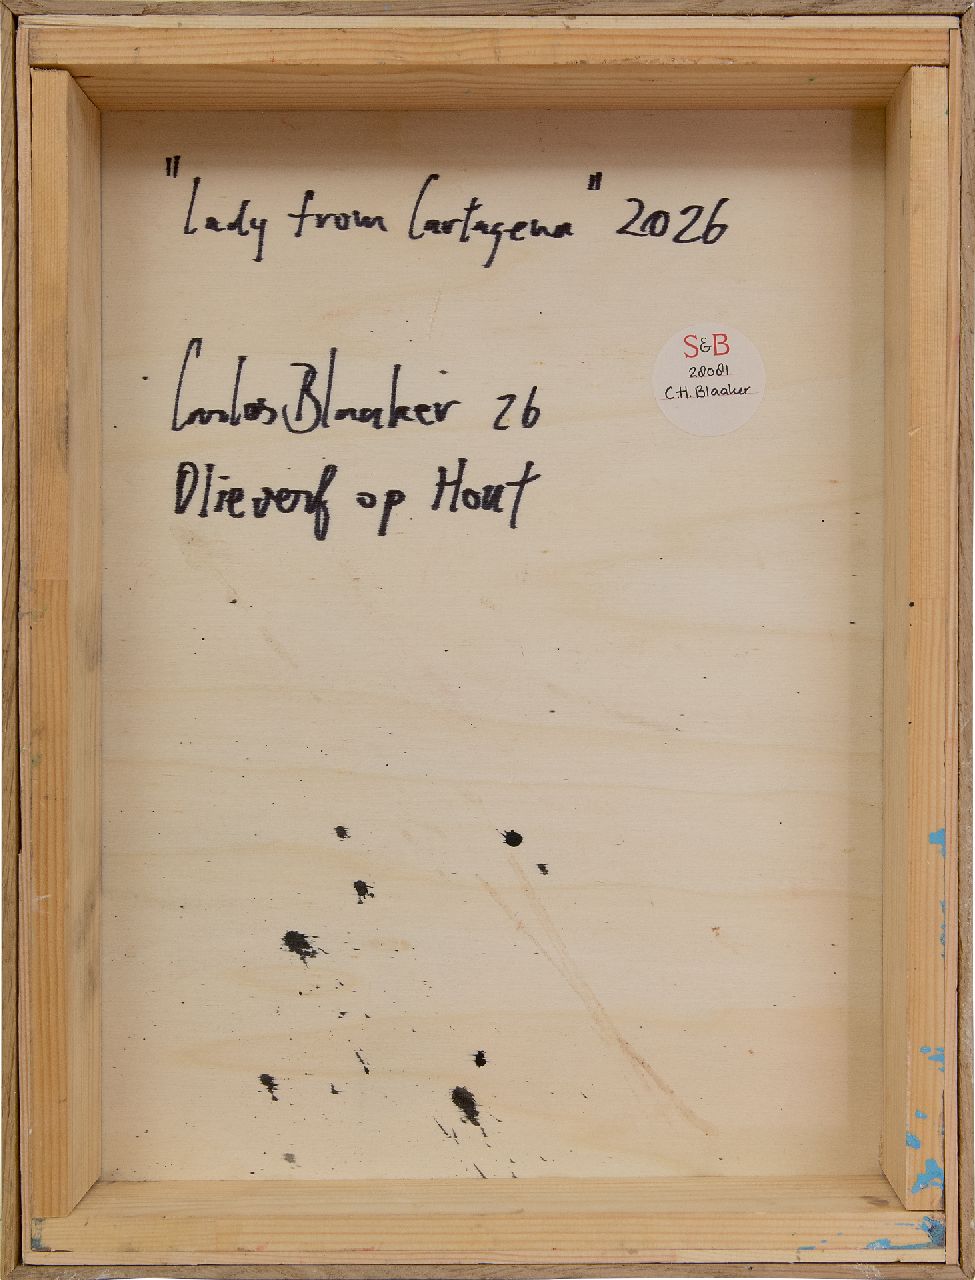 "Lady from Cartagena" 2026
Carlos Blaaker 26
Olieverf op Hout
S&B
28081
C.H. Blaaker